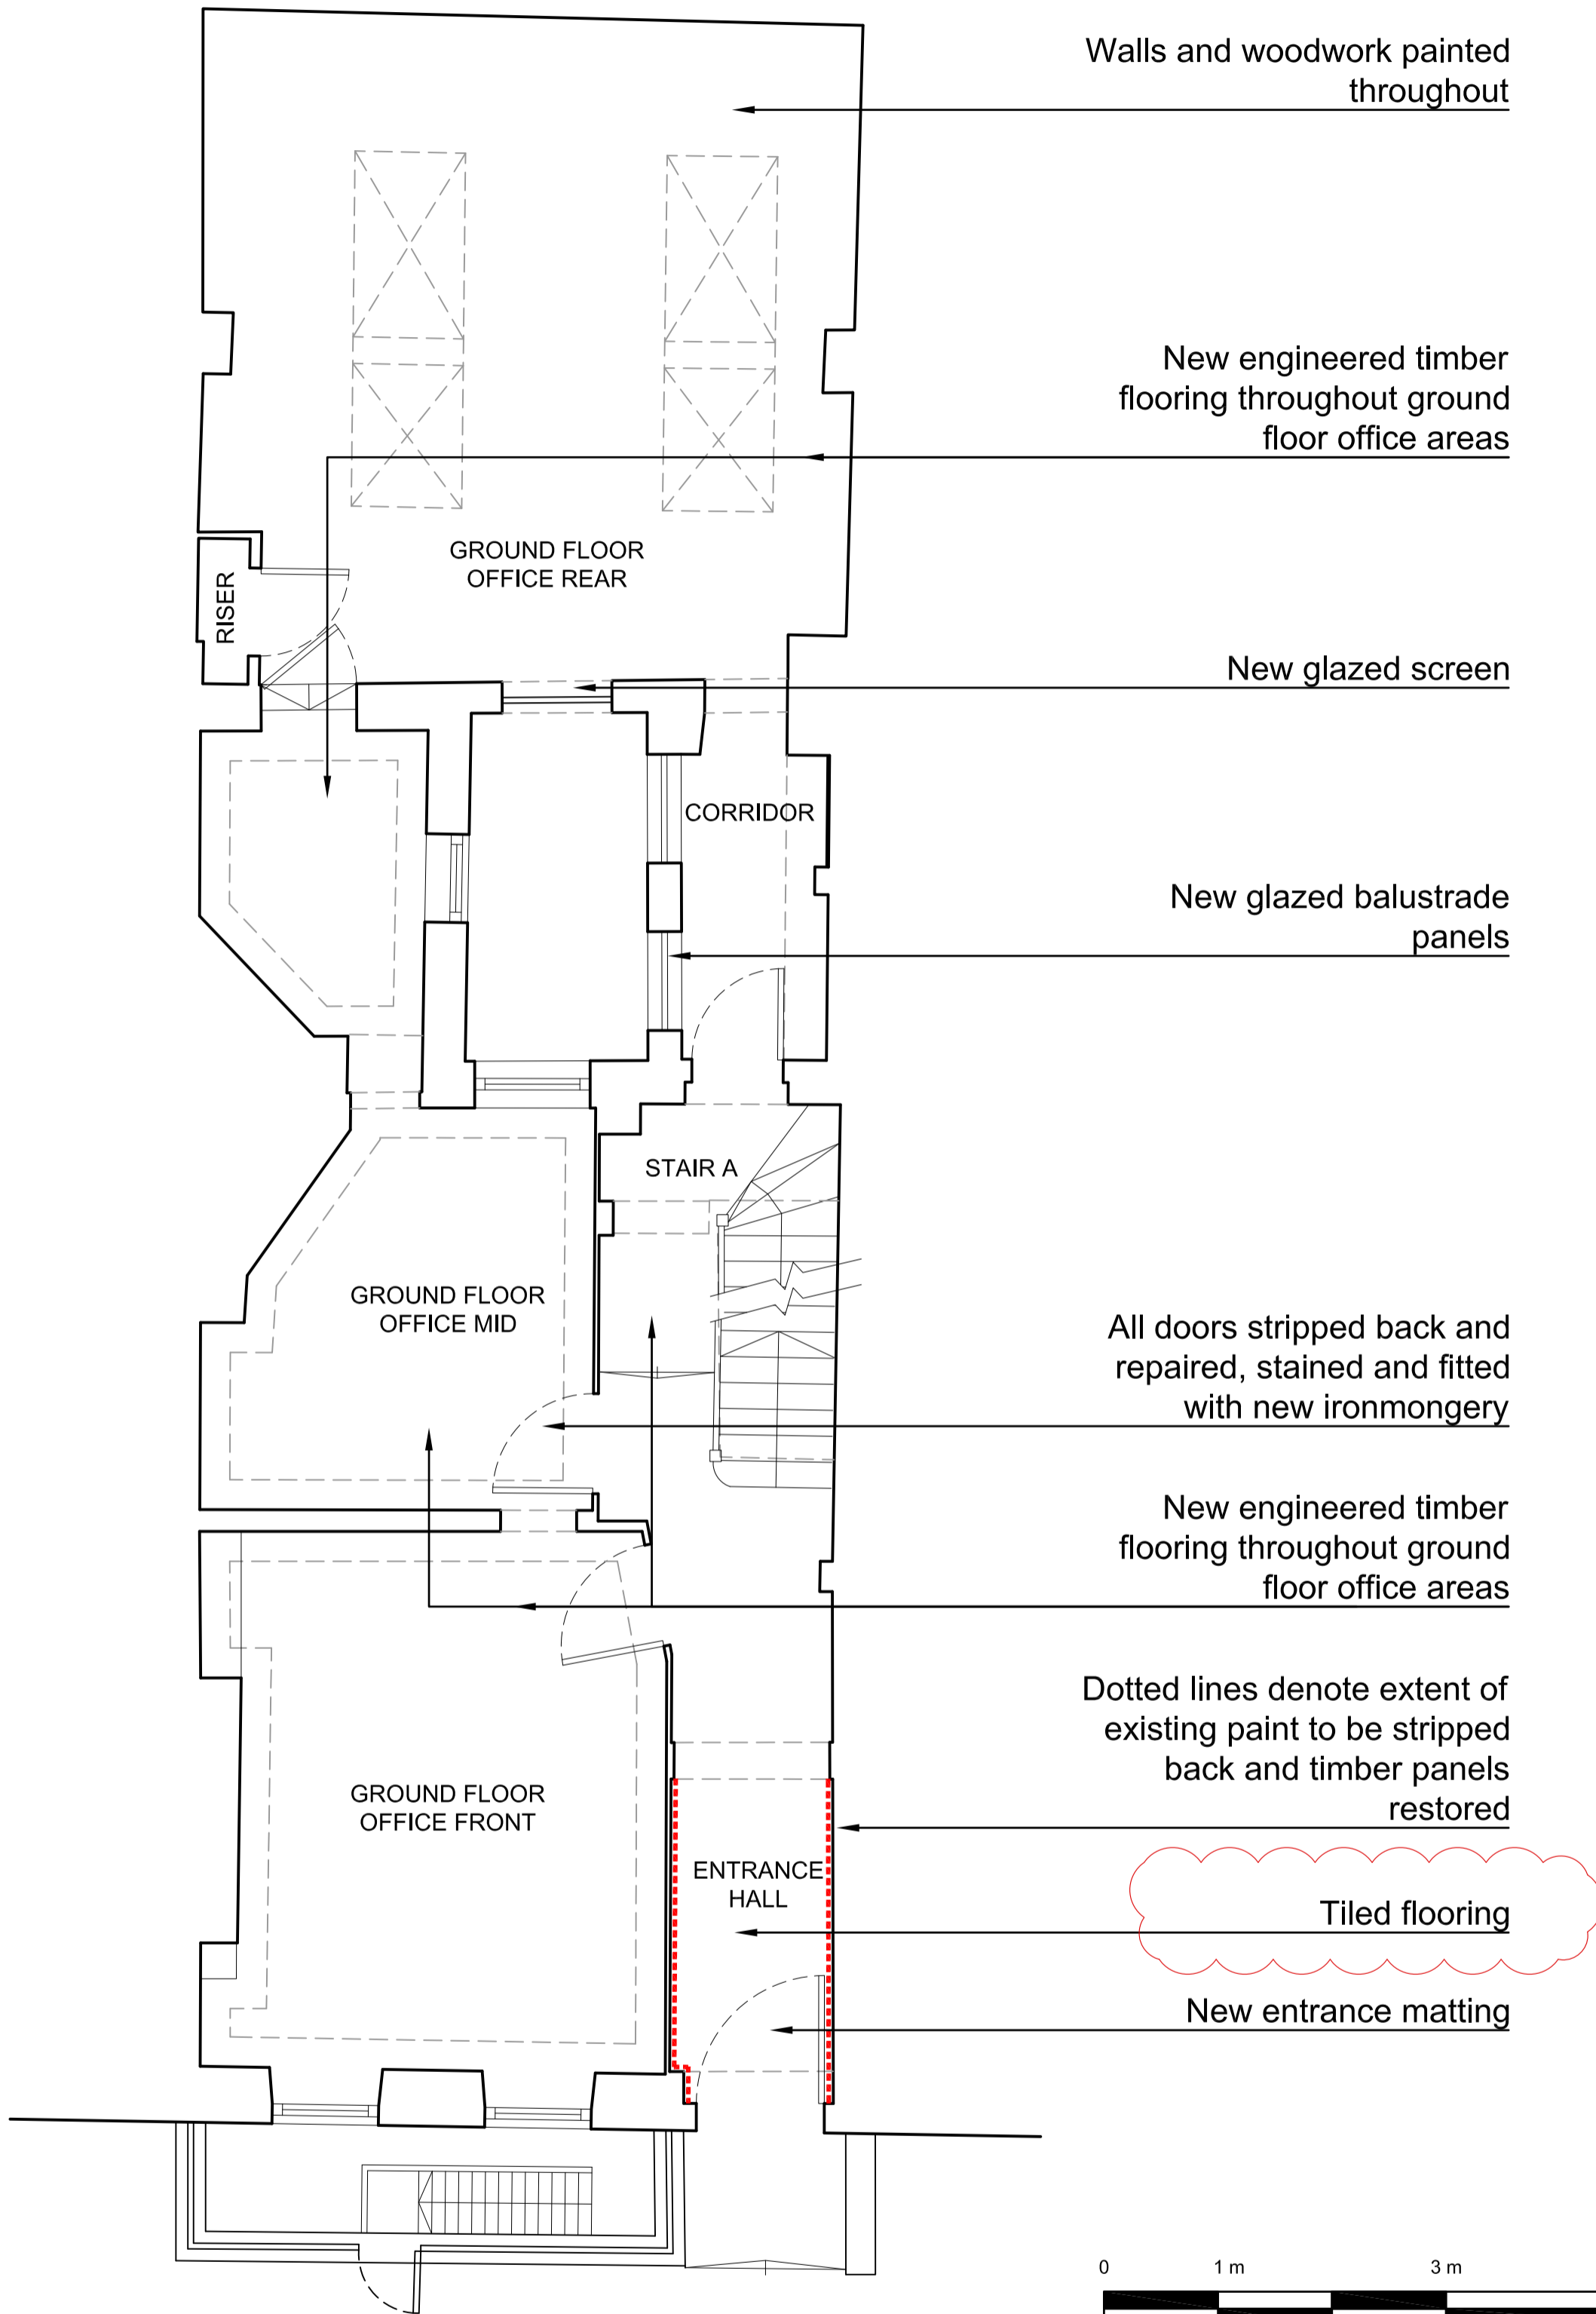 Walls and woodwork painted
throughout
New engineered timber
flooring throughout ground
floor office areas
GROUND FLOOR
OFFICE REAR
RISER
New glazed screen
CORRIDOR
New glazed balustrade
panels
STAIR A
GROUND FLOOR
OFFICE MID
All doors stripped back and
repaired, stained and fitted
with new ironmongery
New engineered timber
flooring throughout ground
floor office areas
Dotted lines denote extent of
existing paint to be stripped
back and timber panels
restored
GROUND FLOOR
OFFICE FRONT
ENTRANCE
HALL
Tiled flooring
New entrance matting
0 1 m 3 m